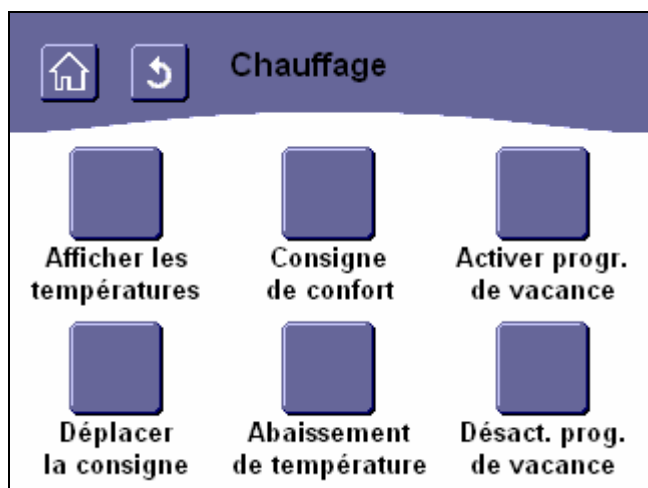 Chauffage
Afficher les
températures
Consigne
de confort
Activer progr.
de vacance
Déplacer
la consigne
Abaissement
de température
Désact. prog.
de vacance